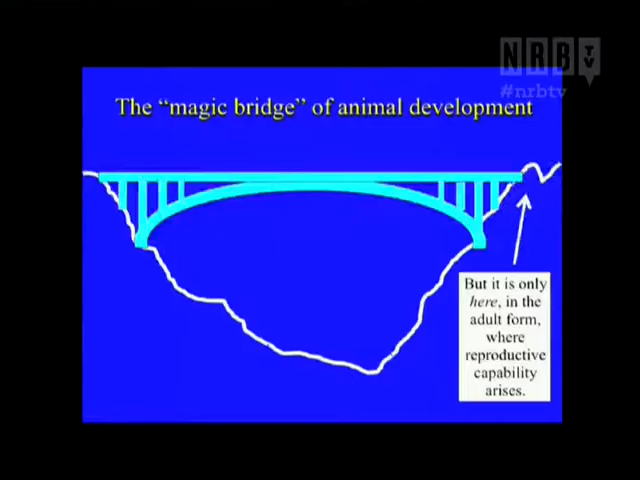 NRB TV
#nrbtv
The “magic bridge” of animal development
But it is only
here, in the
adult form,
where
reproductive
capability
arises.